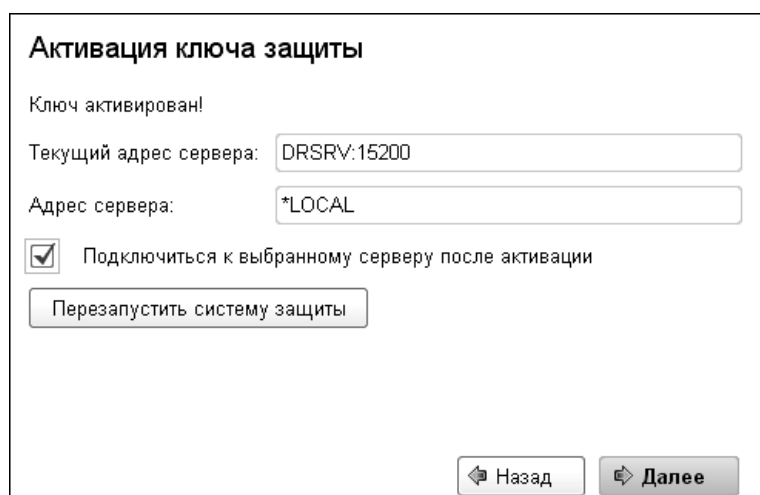 Активация ключа защиты
Ключ активирован!
Текущий адрес сервера: DRSRV:15200
Адрес сервера: *LOCAL
Подключиться к выбранному серверу после активации
Перезапустить систему защиты
Назад Далее